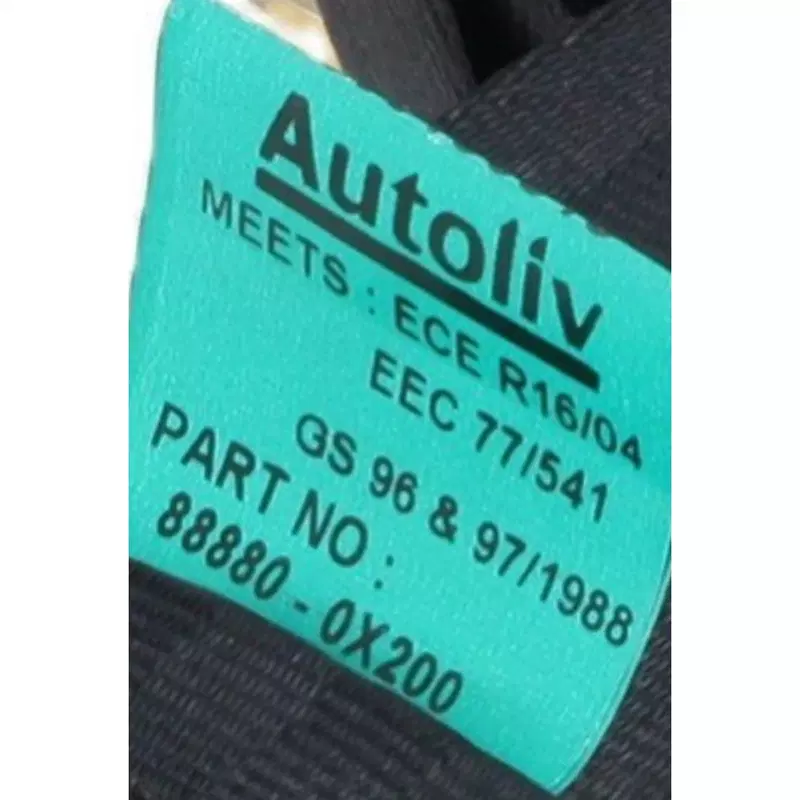 Autoliv
MEETS : ECE R16/04
EEC 77/541
GS 96 & 97/1988
PART NO :
88880-0X200